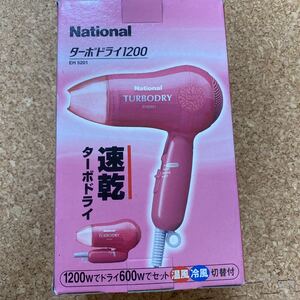 National
ターボドライ1200
EH 5201
National
TURBODRY
速乾
ターボドライ
1200Wでドライ600Wでセット 温風 冷風 切替付